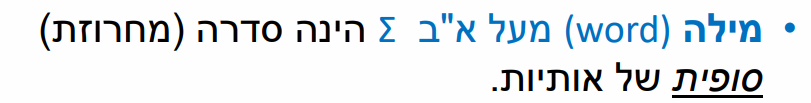 • מילה (word) מעל א"ב Σ הינה סדרה (מחרוזת)
סופית של אותיות.